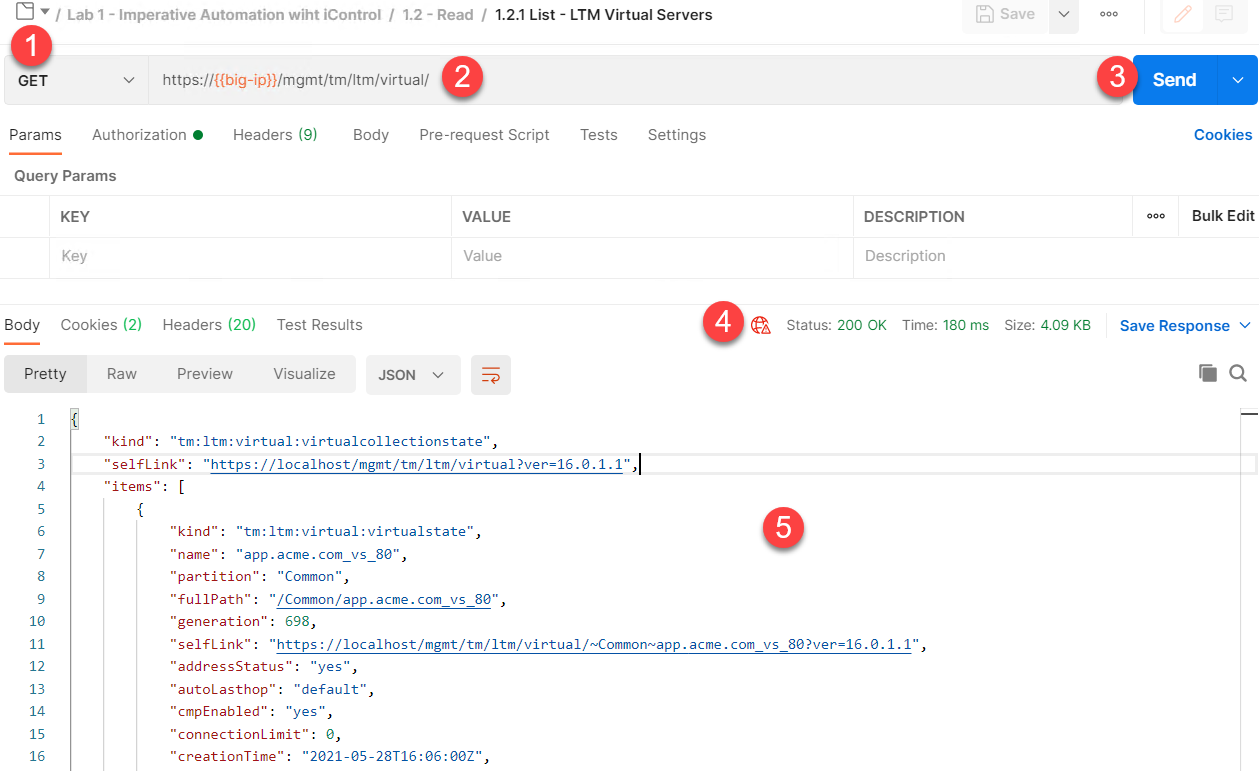 / Lab 1 - Imperative Automation wiht iControl / 1.2 - Read / 1.2.1 List - LTM Virtual Servers
Save
1
GET
https://{{big-ip}}/mgmt/tm/ltm/virtual/
2
3
Send
Params Authorization Headers (9) Body Pre-request Script Tests Settings Cookies
Query Params
KEY VALUE DESCRIPTION Bulk Edit
Key Value Description
Body Cookies (2) Headers (20) Test Results 4 Status: 200 OK Time: 180 ms Size: 4.09 KB Save Response
Pretty Raw Preview Visualize JSON
1 {
2 "kind": "tm:ltm:virtual:virtualcollectionstate",
3 "selfLink": "https://localhost/mgmt/tm/ltm/virtual?ver=16.0.1.1",
4 "items": [
5 {
5
6 "kind": "tm:ltm:virtual:virtualstate",
7 "name": "app.acme.com_vs_80",
8 "partition": "Common",
9 "fullPath": "/Common/app.acme.com_vs_80",
10 "generation": 698,
11 "selfLink": "https://localhost/mgmt/tm/ltm/virtual/~Common~app.acme.com_vs_80?ver=16.0.1.1",
12 "addressStatus": "yes",
13 "autoLasthop": "default",
14 "cmpEnabled": "yes",
15 "connectionLimit": 0,
16 "creationTime": "2021-05-28T16:06:00Z",